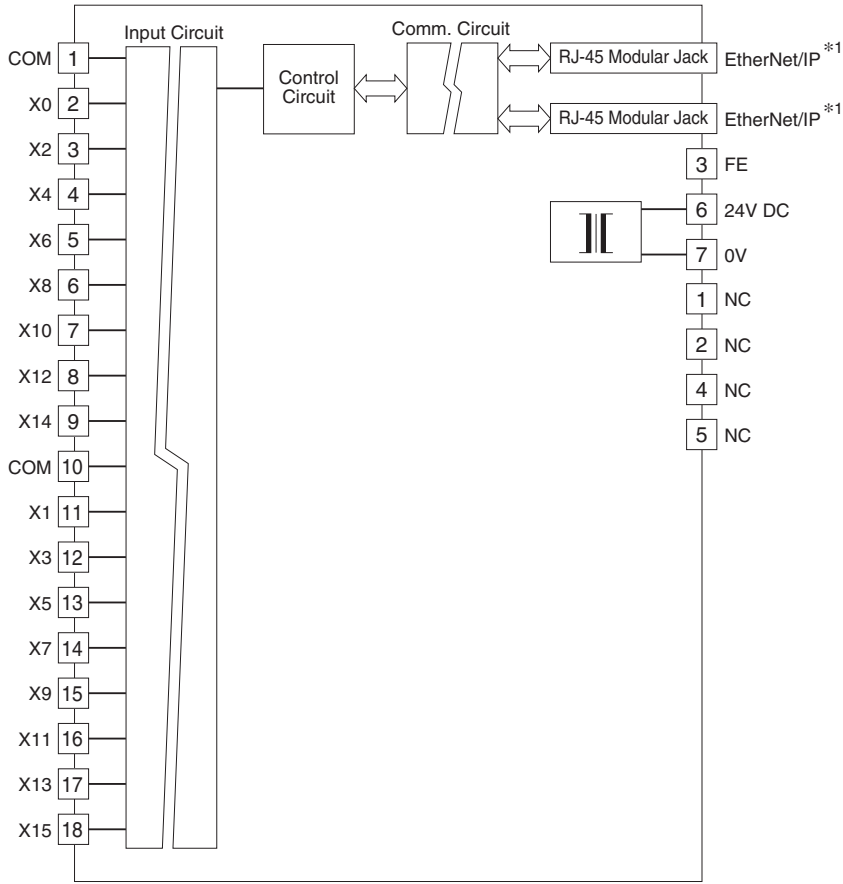 Input Circuit
Comm. Circuit
COM 1
X0 2
X2 3
X4 4
X6 5
X8 6
X10 7
X12 8
X14 9
COM 10
X1 11
X3 12
X5 13
X7 14
X9 15
X11 16
X13 17
X15 18
Control
Circuit
RJ-45 Modular Jack EtherNet/IP *1
RJ-45 Modular Jack EtherNet/IP *1
3 FE
6 24V DC
7 0V
1 NC
2 NC
4 NC
5 NC